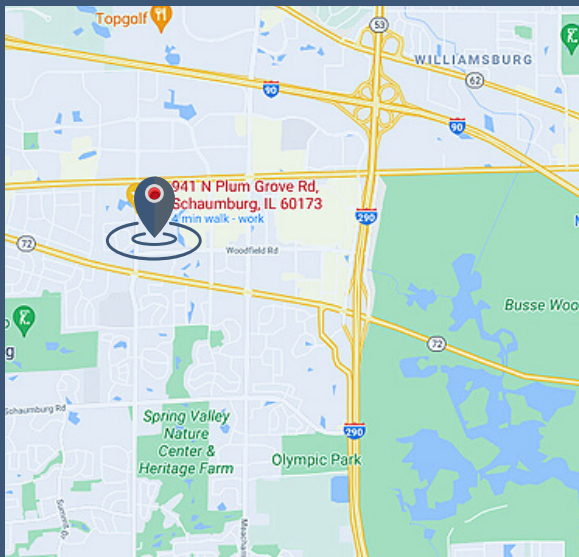 Topgolf
53
WILLIAMSBURG
62
90
90
941 N Plum Grove Rd,
Schaumburg, IL 60173
4 min walk - work
290
72
Woodfield Rd
Busse Woo
72
g
Schaumburg Rd
Spring Valley
Nature
Center &
Heritage Farm
290
Olympic Park